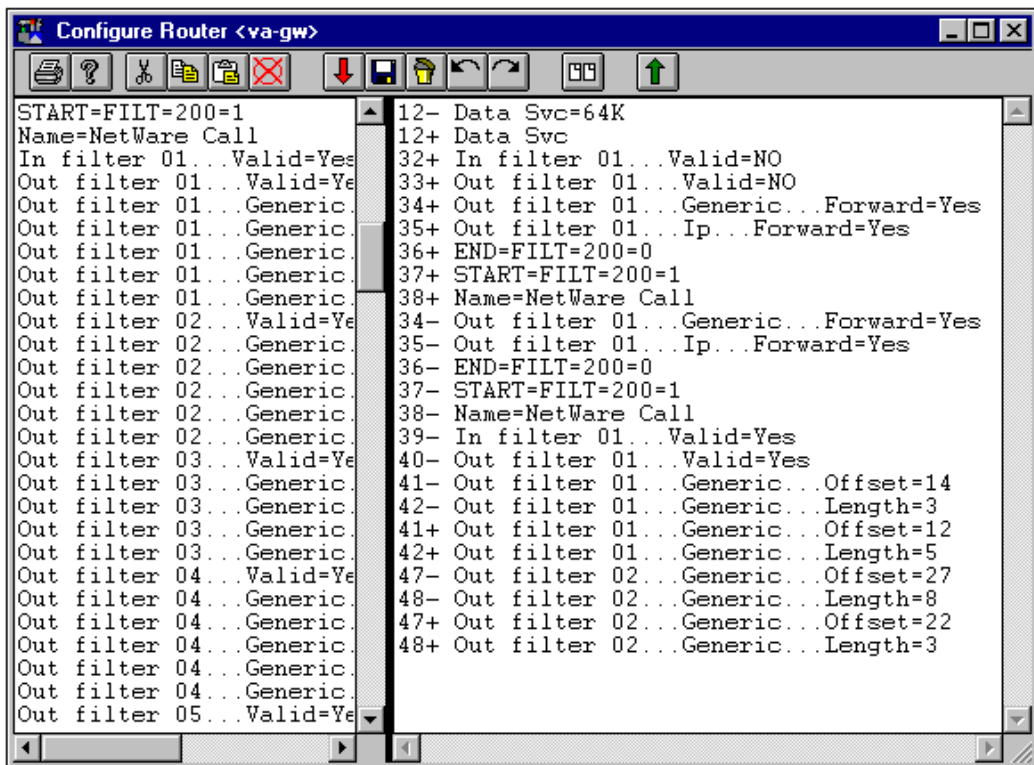 Configure Router <va-gw>
START=FILT=200=1
Name=NetWare Call
In filter 01...Valid=Yes
Out filter 01...Valid=Ye
Out filter 01...Generic.
Out filter 01...Generic.
Out filter 01...Generic.
Out filter 01...Generic.
Out filter 01...Generic.
Out filter 02...Valid=Ye
Out filter 02...Generic.
Out filter 02...Generic.
Out filter 02...Generic.
Out filter 02...Generic.
Out filter 02...Generic.
Out filter 03...Valid=Ye
Out filter 03...Generic.
Out filter 03...Generic.
Out filter 03...Generic.
Out filter 03...Generic.
Out filter 04...Valid=Ye
Out filter 04...Generic.
Out filter 04...Generic.
Out filter 04...Generic.
Out filter 04...Generic.
Out filter 04...Generic.
Out filter 05...Valid=Ye
12- Data Svc=64K
12+ Data Svc
32+ In filter 01...Valid=NO
33+ Out filter 01...Valid=NO
34+ Out filter 01...Generic...Forward=Yes
35+ Out filter 01...Ip...Forward=Yes
36+ END=FILT=200=0
37+ START=FILT=200=1
38+ Name=NetWare Call
34- Out filter 01...Generic...Forward=Yes
35- Out filter 01...Ip...Forward=Yes
36- END=FILT=200=0
37- START=FILT=200=1
38- Name=NetWare Call
39- In filter 01...Valid=Yes
40- Out filter 01...Valid=Yes
41- Out filter 01...Generic...Offset=14
42- Out filter 01...Generic...Length=3
41+ Out filter 01...Generic...Offset=12
42+ Out filter 01...Generic...Length=5
47- Out filter 02...Generic...Offset=27
48- Out filter 02...Generic...Length=8
47+ Out filter 02...Generic...Offset=22
48+ Out filter 02...Generic...Length=3